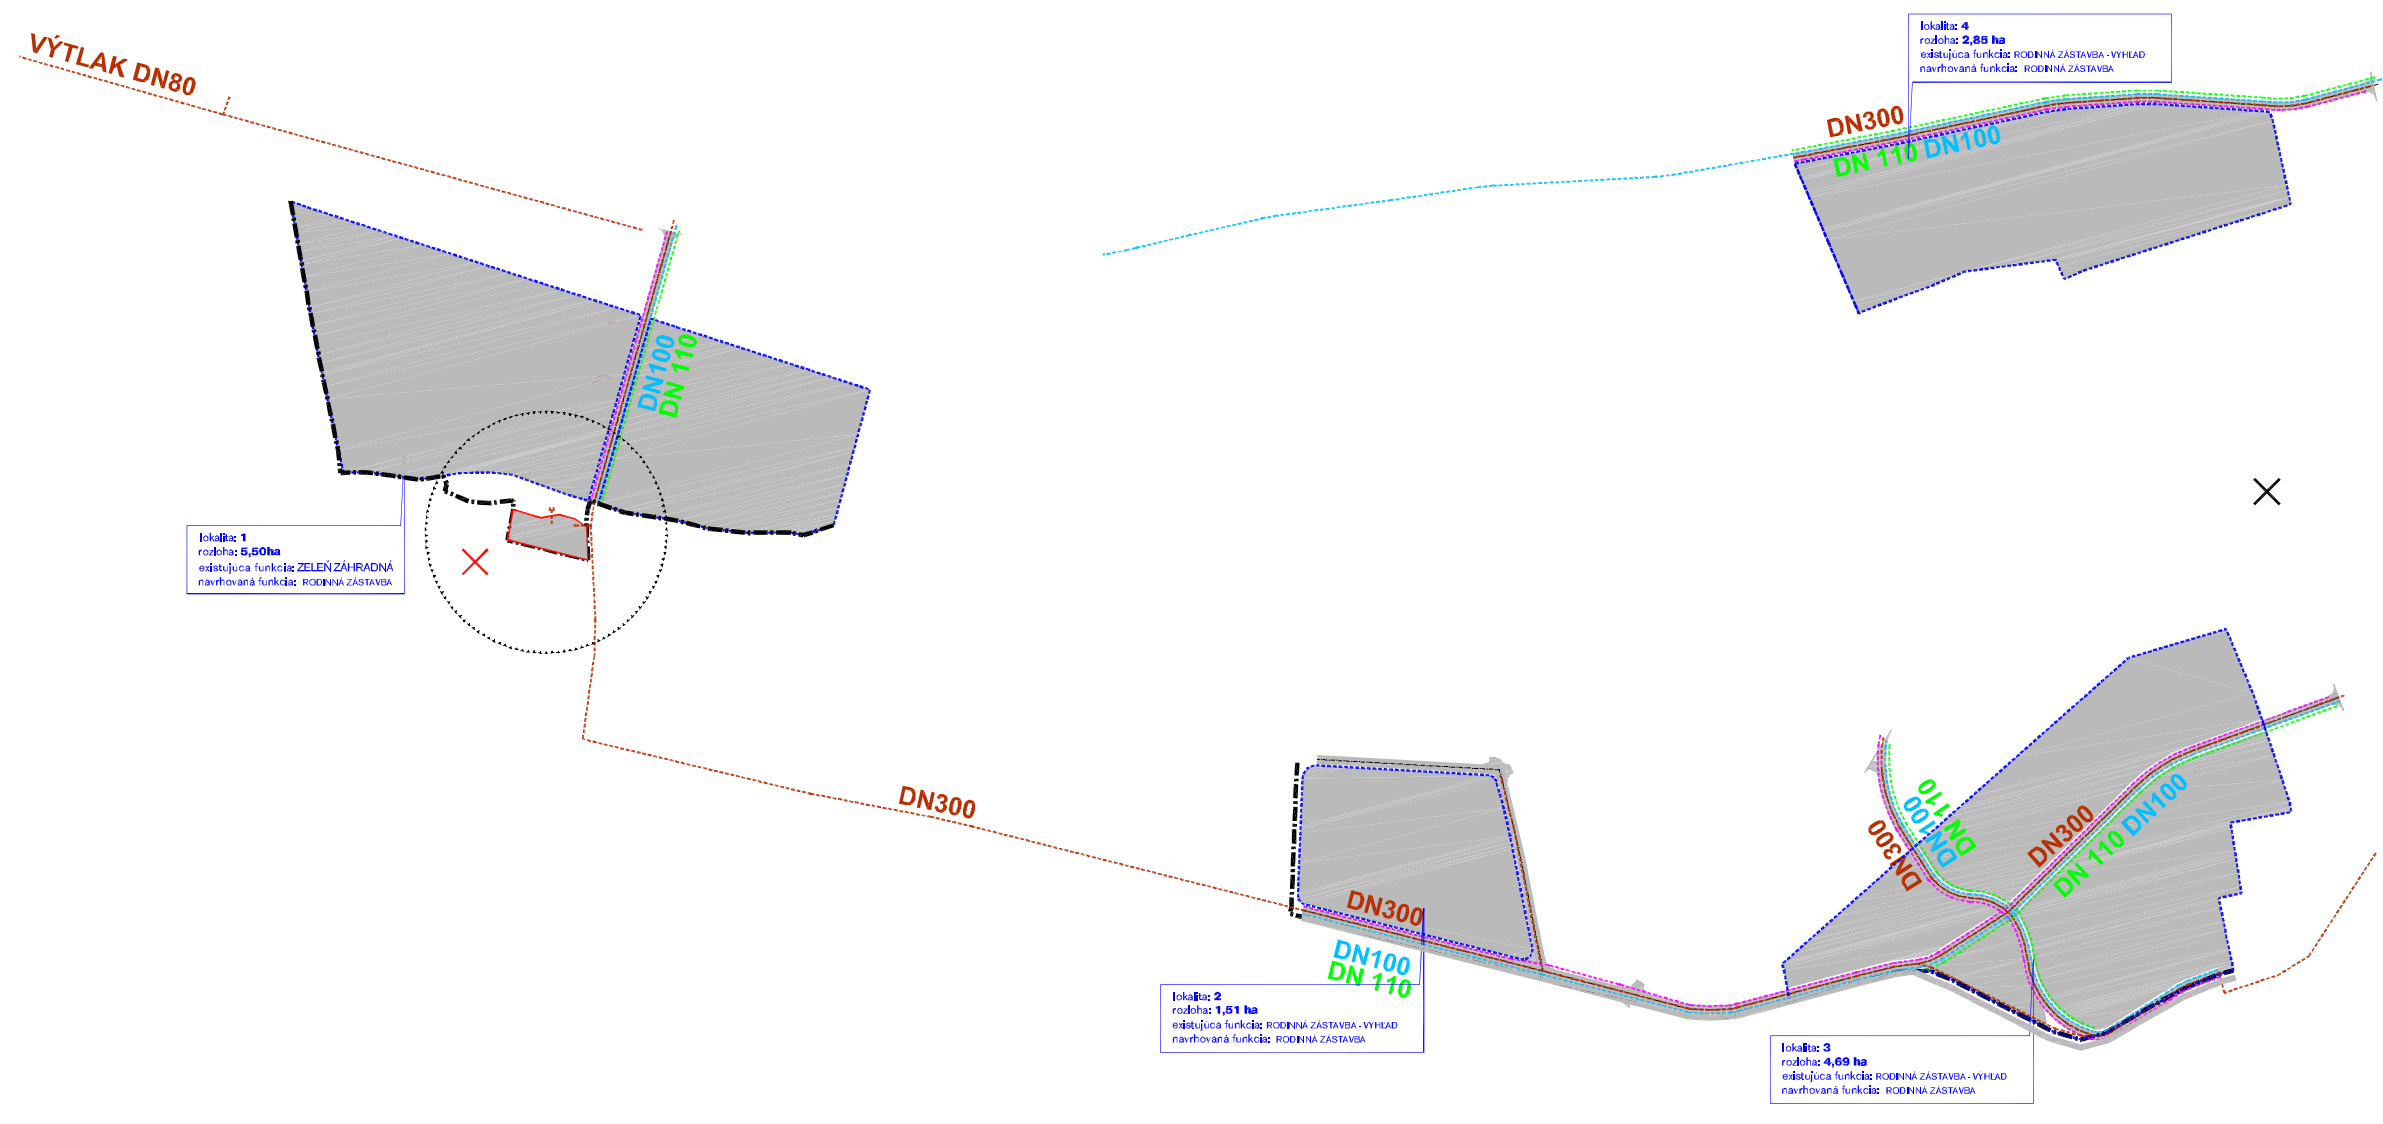 VÝTLAK DN80
lokalita: 4
rozloha: 2,85 ha
existujúca funkcia: RODINNÁ ZÁSTAVBA - VÝHĽAD
navrhovaná funkcia: RODINNÁ ZÁSTAVBA
DN300
DN 110 DN100
DN100
DN 110
lokalita: 1
rozloha: 5,50ha
existujúca funkcia: ZELEŇ ZÁHRADNÁ
navrhovaná funkcia: RODINNÁ ZÁSTAVBA
DN300
DN300
DN100
DN 110
lokalita: 2
rozloha: 1,51 ha
existujúca funkcia: RODINNÁ ZÁSTAVBA - VÝHĽAD
navrhovaná funkcia: RODINNÁ ZÁSTAVBA
DN 110
DN100
DN300
DN300
DN 110 DN100
lokalita: 3
rozloha: 4,69 ha
existujúca funkcia: RODINNÁ ZÁSTAVBA - VÝHĽAD
navrhovaná funkcia: RODINNÁ ZÁSTAVBA